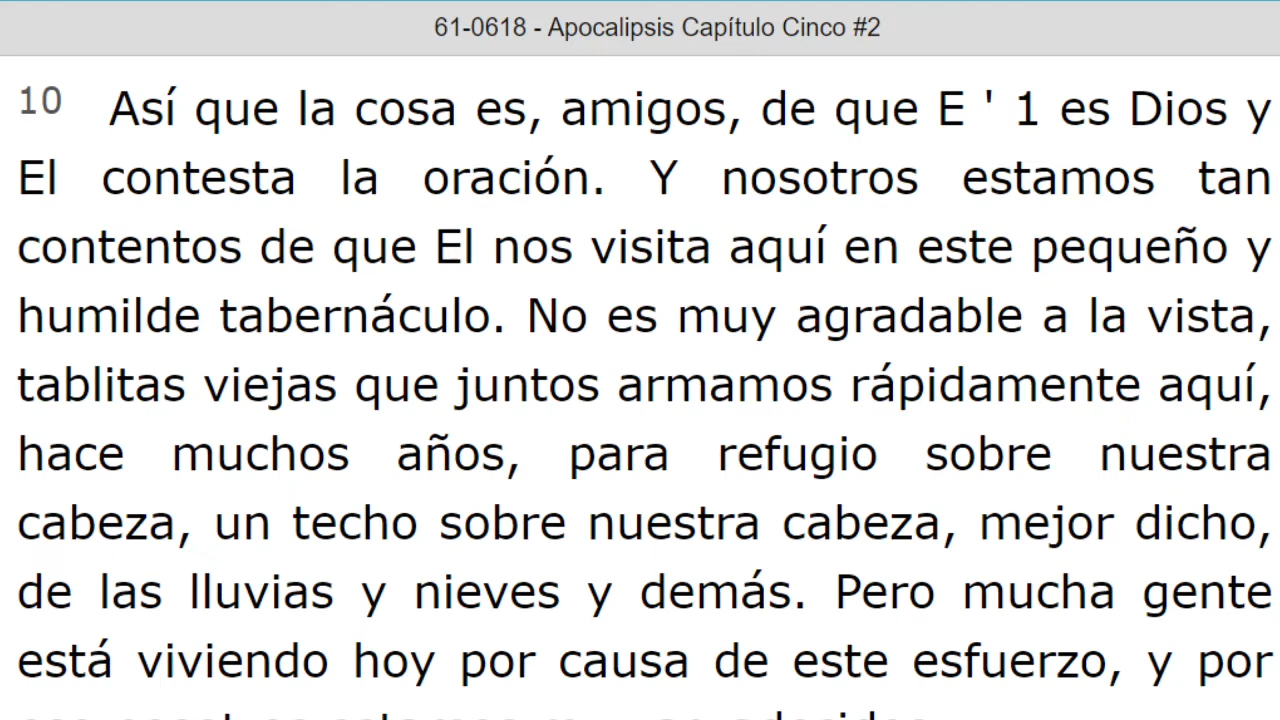 61-0618 - Apocalipsis Capítulo Cinco #2
10 Así que la cosa es, amigos, de que E ' 1 es Dios y
El contesta la oración. Y nosotros estamos tan
contentos de que El nos visita aquí en este pequeño y
humilde tabernáculo. No es muy agradable a la vista,
tablitas viejas que juntos armamos rápidamente aquí,
hace muchos años, para refugio sobre nuestra
cabeza, un techo sobre nuestra cabeza, mejor dicho,
de las lluvias y nieves y demás. Pero mucha gente
está viviendo hoy por causa de este esfuerzo, y por